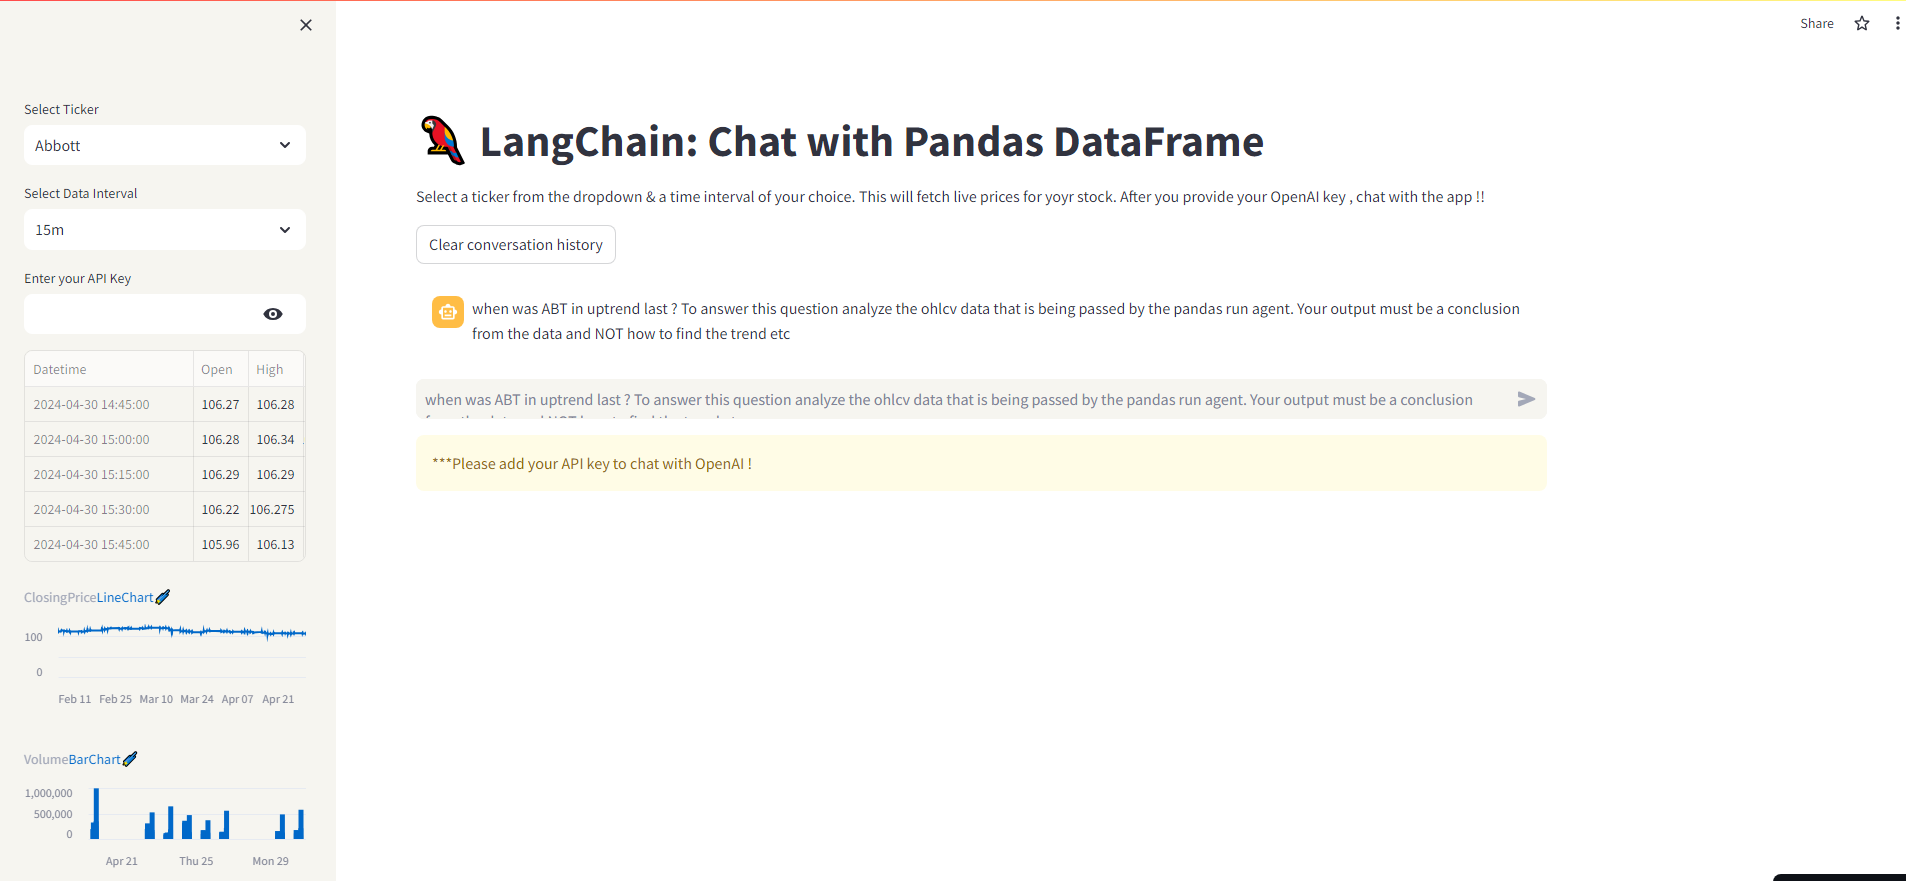 Share
Select Ticker
Abbott
Select Data Interval
15m
Enter your API Key
Datetime Open High
2024-04-30 14:45:00 106.27 106.28
2024-04-30 15:00:00 106.28 106.34
2024-04-30 15:15:00 106.29 106.29
2024-04-30 15:30:00 106.22 106.275
2024-04-30 15:45:00 105.96 106.13
ClosingPriceLineChart
100
0
Feb 11 Feb 25 Mar 10 Mar 24 Apr 07 Apr 21
VolumeBarChart
1,000,000
500,000
0
Apr 21 Thu 25 Mon 29
LangChain: Chat with Pandas DataFrame
Select a ticker from the dropdown & a time interval of your choice. This will fetch live prices for yoyr stock. After you provide your OpenAI key , chat with the app !!
Clear conversation history
when was ABT in uptrend last ? To answer this question analyze the ohlcv data that is being passed by the pandas run agent. Your output must be a conclusion
from the data and NOT how to find the trend etc
when was ABT in uptrend last ? To answer this question analyze the ohlcv data that is being passed by the pandas run agent. Your output must be a conclusion
***Please add your API key to chat with OpenAI !